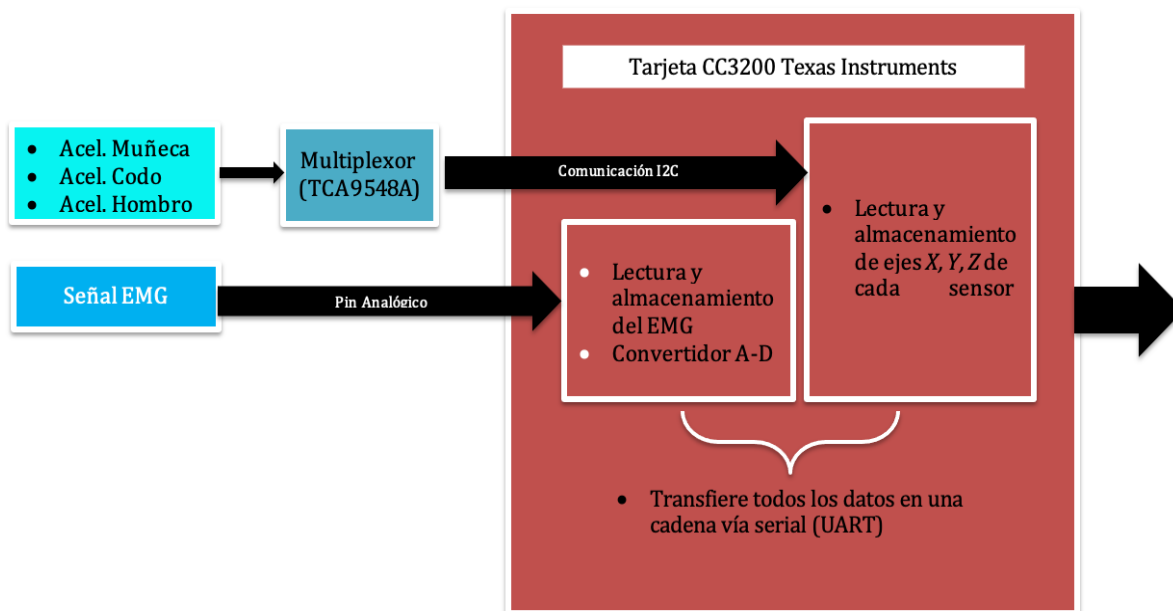 Tarjeta CC3200 Texas Instruments
• Acel. Muñeca
• Acel. Codo
• Acel. Hombro
Multiplexor
(TCA9548A)
Comunicación I2C
• Lectura y
almacenamiento
de ejes X, Y, Z de
cada sensor
Señal EMG
Pin Analógico
• Lectura y
almacenamiento
del EMG
• Convertidor A-D
• Transfiere todos los datos en una
cadena vía serial (UART)